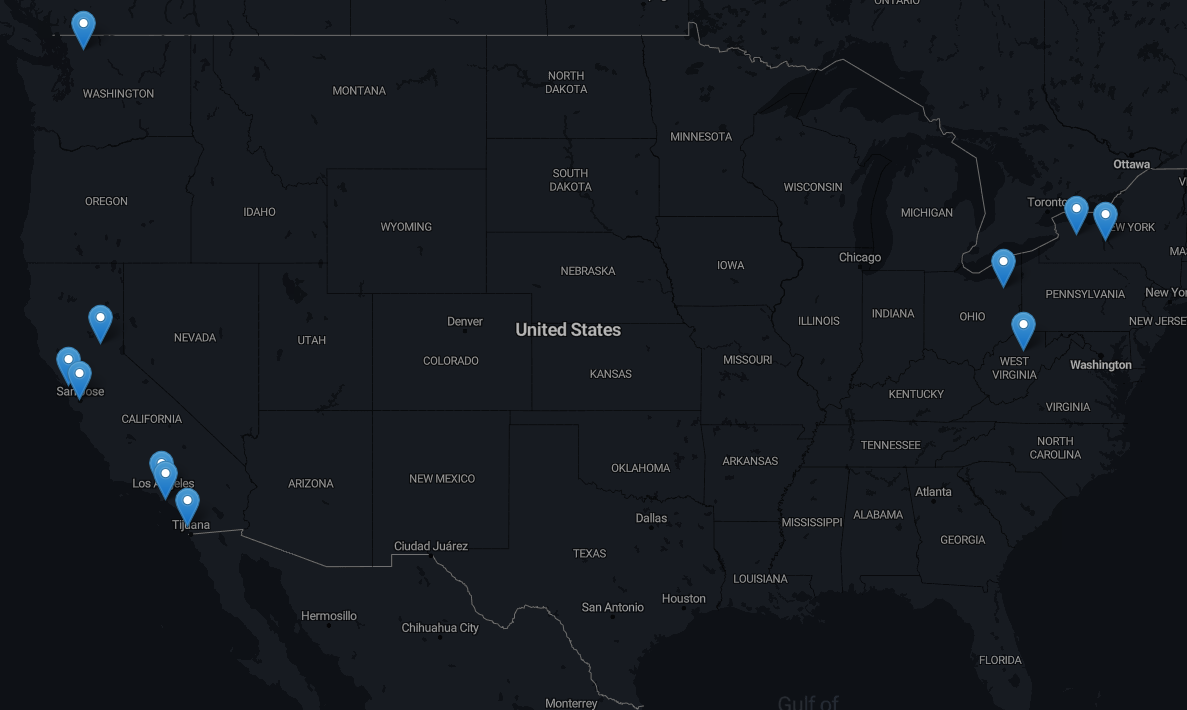 ONTARIO
WASHINGTON
MONTANA
NORTH
DAKOTA
MINNESOTA
Ottawa
SOUTH
DAKOTA
WISCONSIN
OREGON
IDAHO
MICHIGAN
Toronto
WYOMING
EW YORK
MA
Chicago
IOWA
NEBRASKA
PENNSYLVANIA
New Yor
ILLINOIS
INDIANA
OHIO
NEW JERSE
Denver
United States
NEVADA
UTAH
COLORADO
MISSOURI
WEST
VIRGINIA
Washington
KANSAS
San Jose
KENTUCKY
VIRGINIA
CALIFORNIA
TENNESSEE
NORTH
CAROLINA
ARKANSAS
OKLAHOMA
NEW MEXICO
Los A eles
ARIZONA
Atlanta
Dallas
ALABAMA
MISSISSIPPI
Tijuana
GEORGIA
Ciudad Juárez
TEXAS
LOUISIANA
Houston
San Antonio
Hermosillo
Chihuahua City
FLORIDA
Monterrey
Gulf of